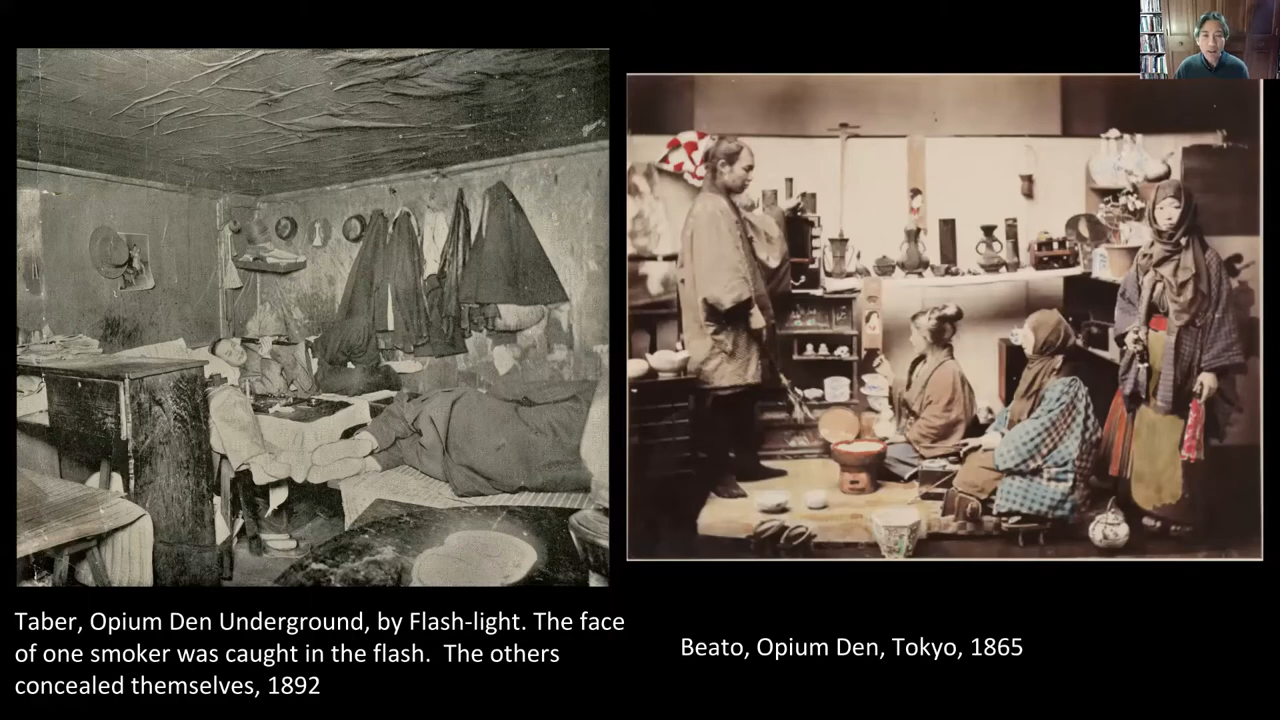 Taber, Opium Den Underground, by Flash-light. The face
of one smoker was caught in the flash.  The others
concealed themselves, 1892
Beato, Opium Den, Tokyo, 1865